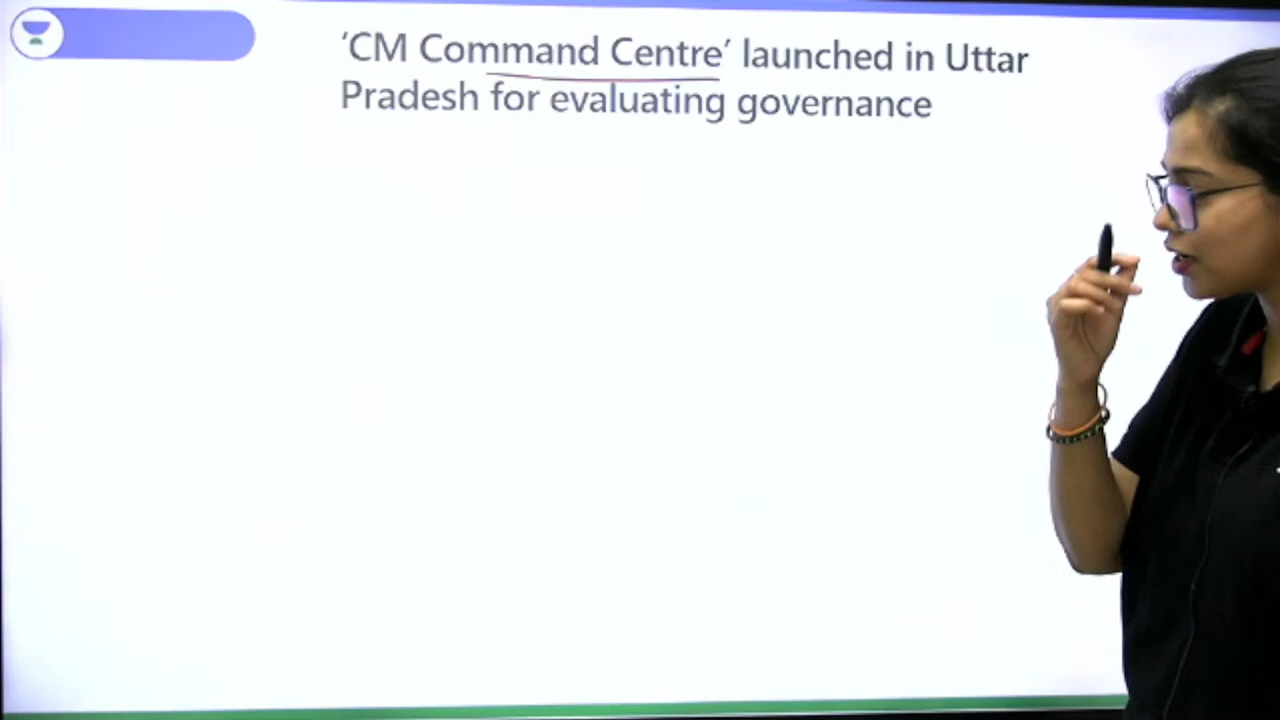 ‘CM Command Centre’ launched in Uttar
Pradesh for evaluating governance